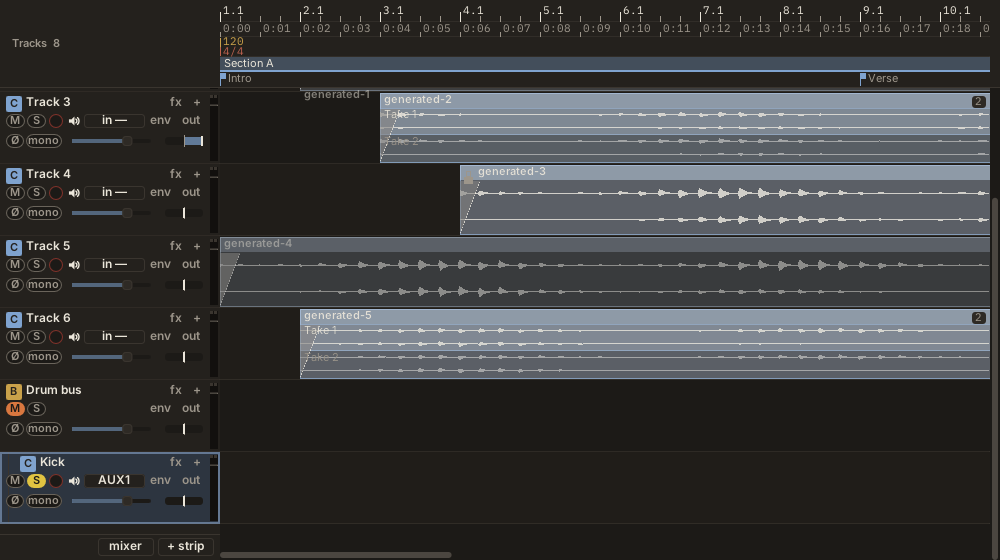 1.1 2.1 3.1 4.1 5.1 6.1 7.1 8.1 9.1 10.1
0:00 0:01 0:02 0:03 0:04 0:05 0:06 0:07 0:08 0:09 0:10 0:11 0:12 0:13 0:14 0:15 0:16 0:17 0:18 0
Tracks 8
120
4/4
Section A
Intro Verse
generated-1
C Track 3 fx +
M S in — env out
Ø mono
generated-2 2
Take 1
Take 2
C Track 4 fx +
M S in — env out
Ø mono
generated-3
C Track 5 fx +
M S in — env out
Ø mono
generated-4
C Track 6 fx +
M S in — env out
Ø mono
generated-5 2
Take 1
Take 2
B Drum bus fx +
M S env out
Ø mono
C Kick fx +
M S AUX1 env out
Ø mono
mixer + strip